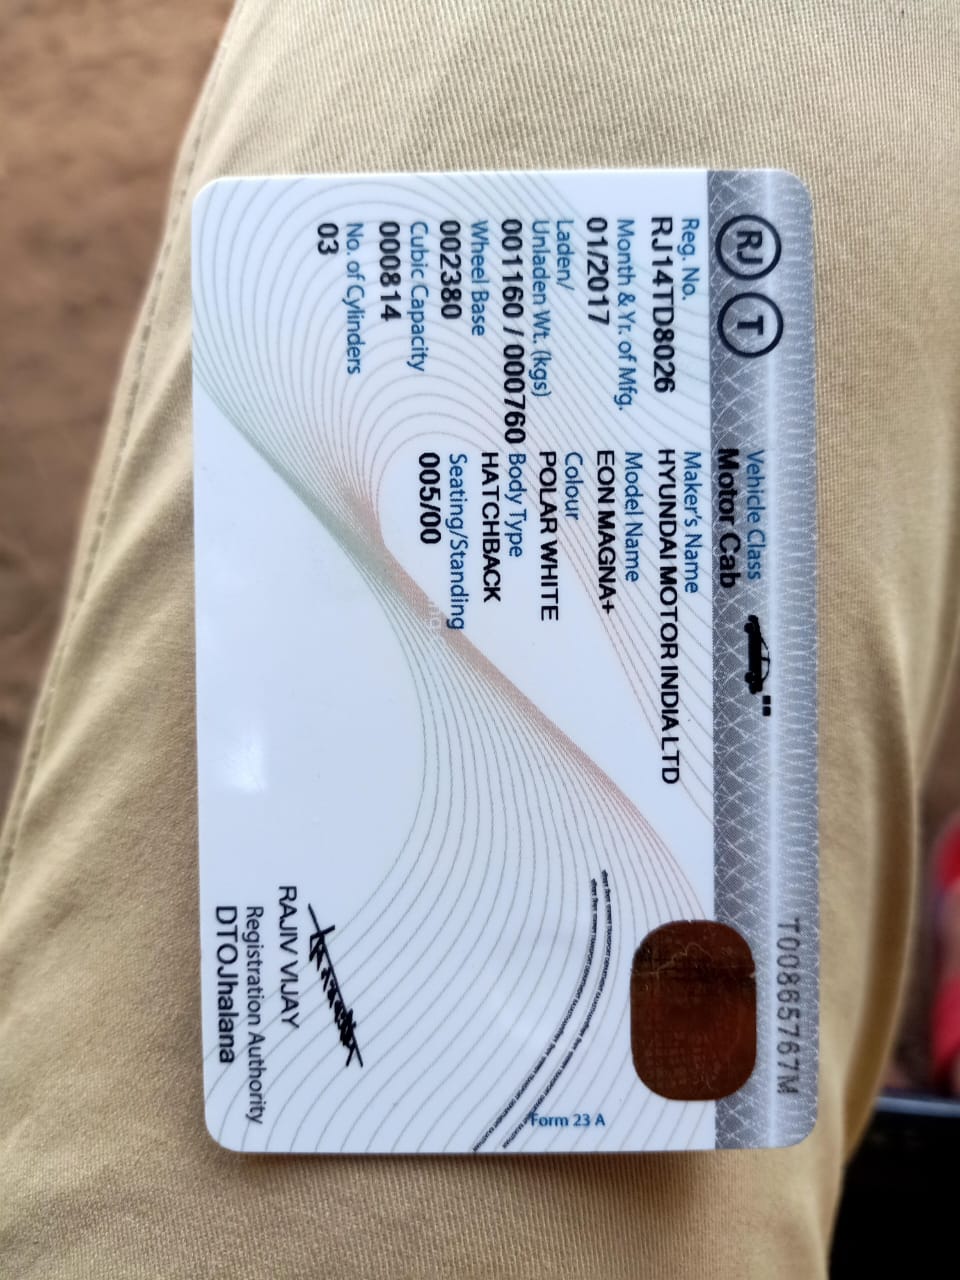 RJ T
Vehicle Class
Motor Cab
T00865767M
Reg. No.
RJ14TD8026
Maker's Name
HYUNDAI MOTOR INDIA LTD
Month & Yr. of Mfg.
01/2017
Model Name
EON MAGNA+
Laden/
Unladen Wt. (kgs)
001160 / 000760
Colour
POLAR WHITE
Wheel Base
002380
Body Type
HATCHBACK
Cubic Capacity
000814
Seating/Standing
005/00
No. of Cylinders
03
Form 23 A
RAJIV VIJAY
Registration Authority
DTOJhalana